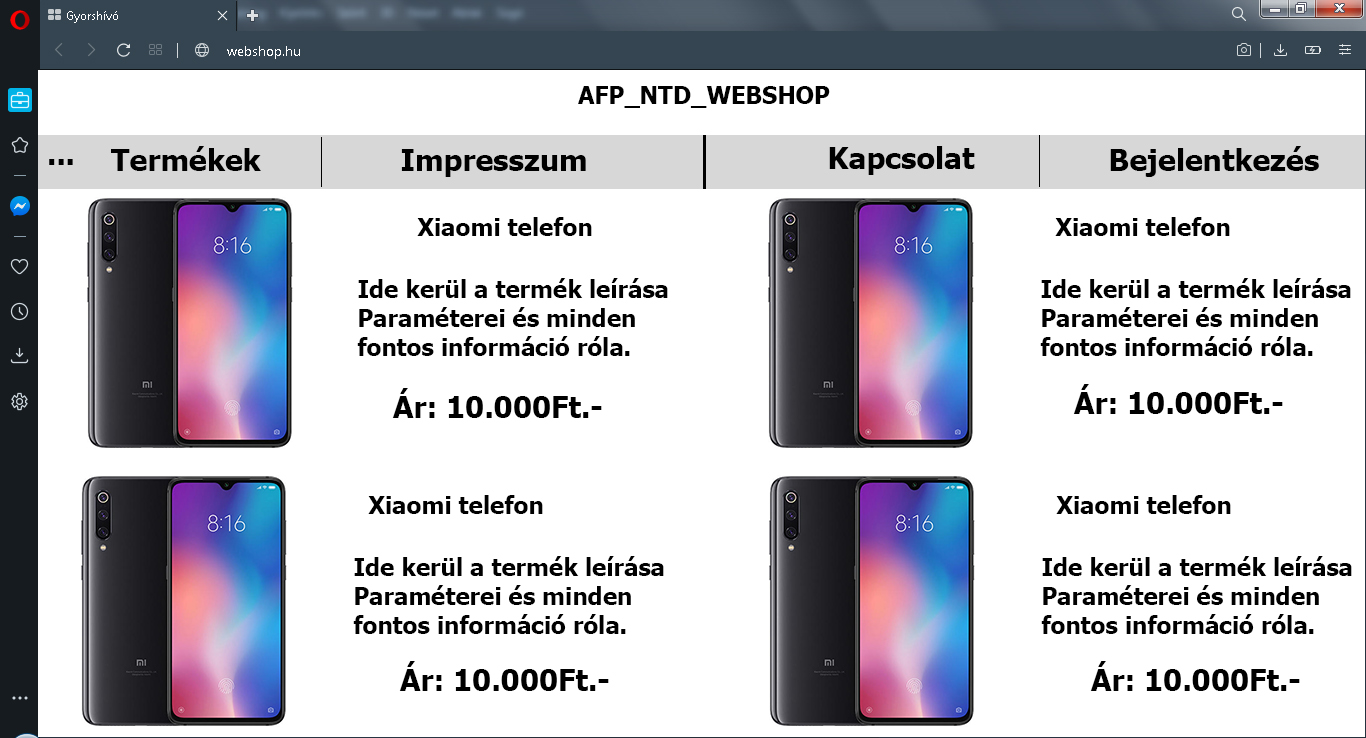 Gyorshívó
webshop.hu
AFP_NTD_WEBSHOP
... Termékek Impresszum Kapcsolat Bejelentkezés
8:16
MI
Xiaomi telefon
Ide kerül a termék leírása
Paraméterei és minden
fontos információ róla.
Ár: 10.000Ft.-
8:16
MI
Xiaomi telefon
Ide kerül a termék leírása
Paraméterei és minden
fontos információ róla.
Ár: 10.000Ft.-
8:16
MI
Xiaomi telefon
Ide kerül a termék leírása
Paraméterei és minden
fontos információ róla.
Ár: 10.000Ft.-
8:16
MI
Xiaomi telefon
Ide kerül a termék leírása
Paraméterei és minden
fontos információ róla.
Ár: 10.000Ft.-